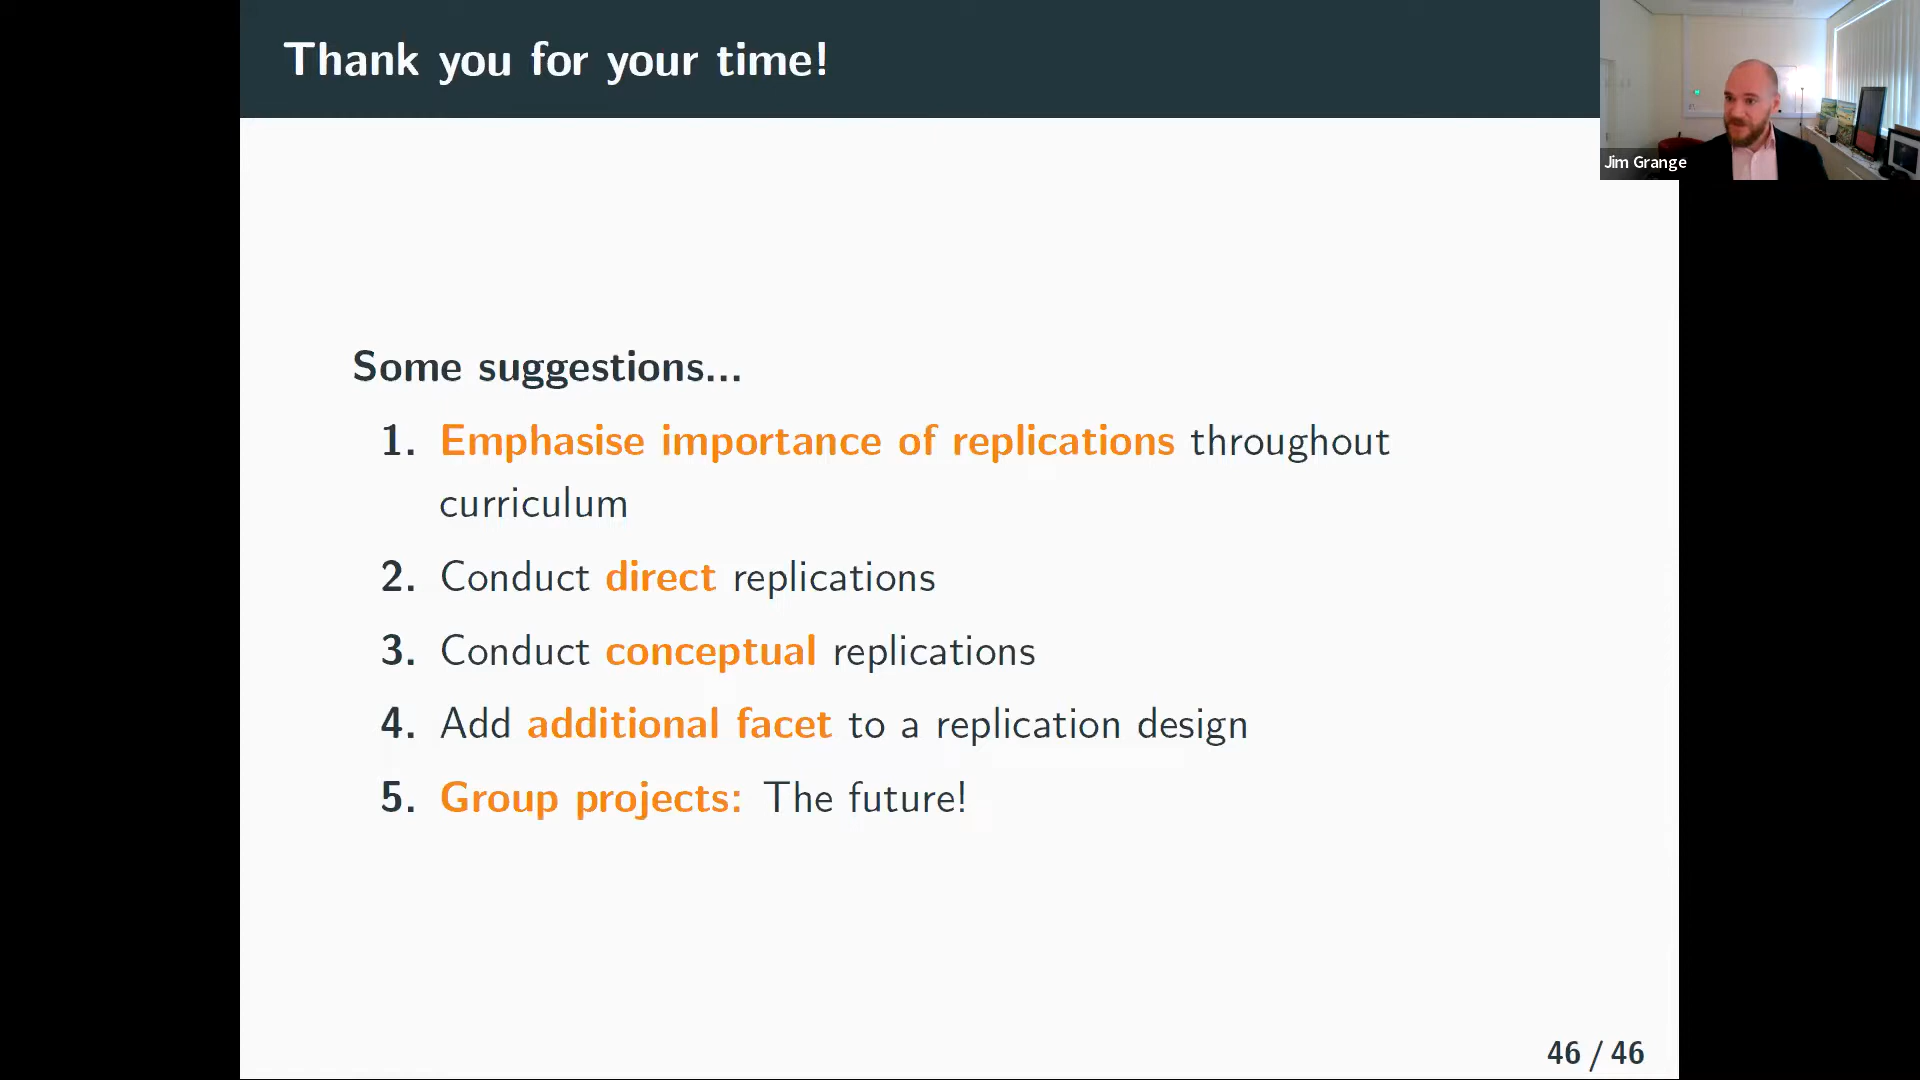 Thank you for your time!
Jim Grange
Some suggestions...
1. Emphasise importance of replications throughout
curriculum
2. Conduct direct replications
3. Conduct conceptual replications
4. Add additional facet to a replication design
5. Group projects: The future!
46 / 46